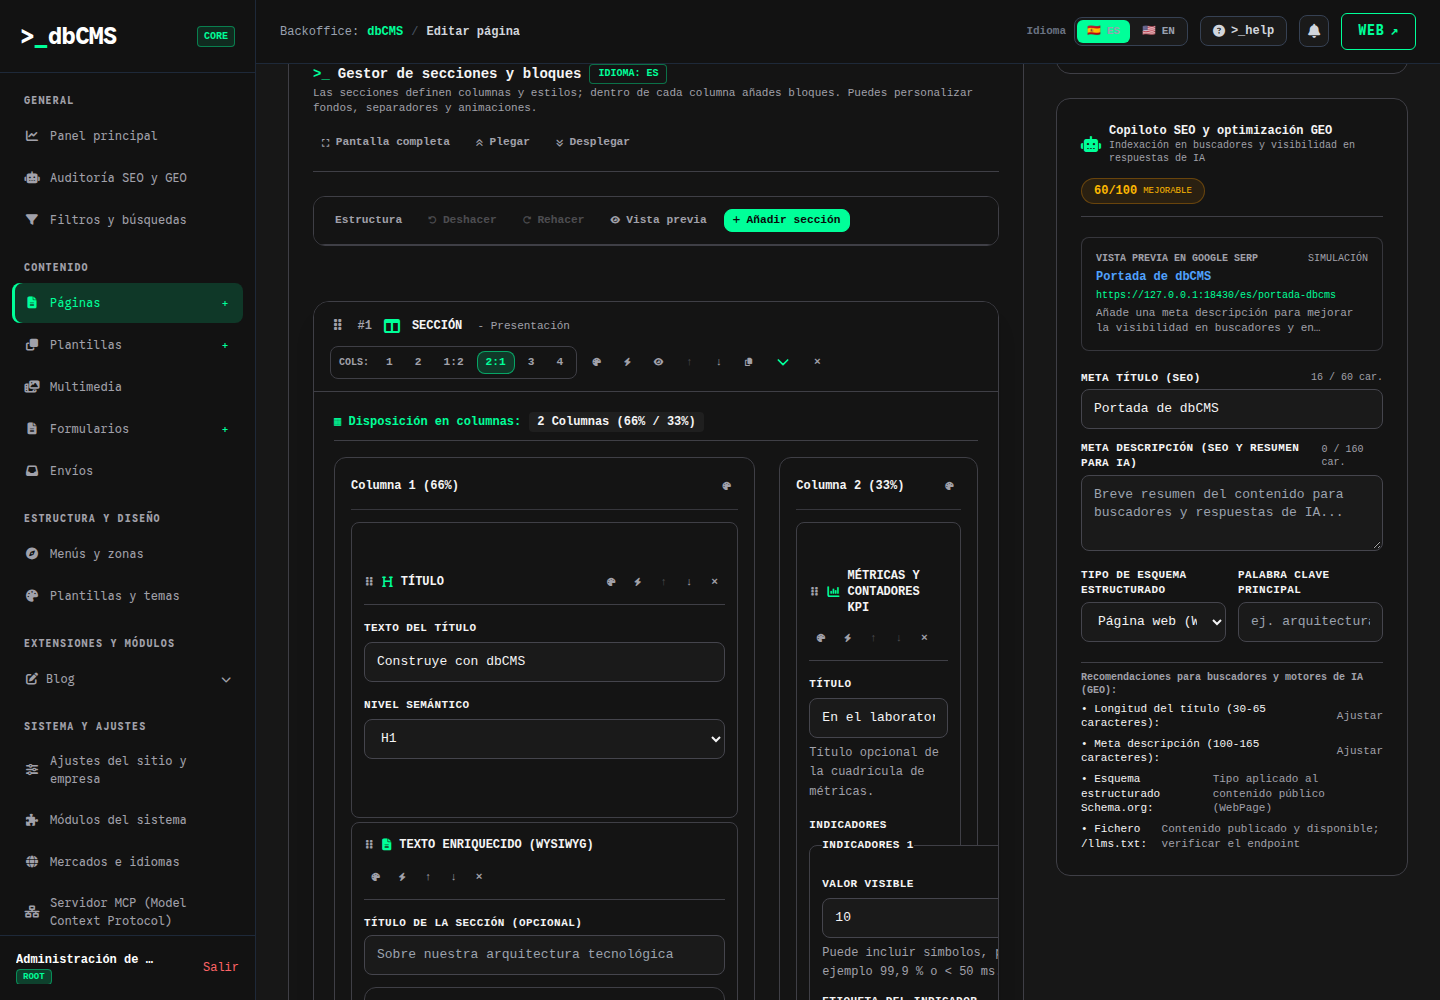 >_dbCMS
CORE
Backoffice: dbCMS / Editar página
Idioma
🇪🇸
🇺🇸 EN
>_help
WEB ↗
GENERAL
Panel principal
Auditoría SEO y GEO
Filtros y búsquedas
CONTENIDO
Páginas +
Plantillas +
Multimedia
Formularios +
Envíos
ESTRUCTURA Y DISEÑO
Menús y zonas
Plantillas y temas
EXTENSIONES Y MÓDULOS
Blog
SISTEMA Y AJUSTES
Ajustes del sitio y
empresa
Módulos del sistema
Mercados e idiomas
Servidor MCP (Model
Context Protocol)
Administración de …
ROOT
Salir
>_ Gestor de secciones y bloques
IDIOMA: ES
Las secciones definen columnas y estilos; dentro de cada columna añades bloques. Puedes personalizar
fondos, separadores y animaciones.
Pantalla completa
Plegar
Desplegar
Estructura
Deshacer
Rehacer
Vista previa
+ Añadir sección
#1 SECCIÓN - Presentación
COLS: 1 2 1:2 2:1 3 4 ↑ ↓ ×
Disposición en columnas: 2 Columnas (66% / 33%)
Columna 1 (66%)
TÍTULO ↑ ↓ ×
TEXTO DEL TÍTULO
Construye con dbCMS
NIVEL SEMÁNTICO
H1
TEXTO ENRIQUECIDO (WYSIWYG)
↑ ↓ ×
TÍTULO DE LA SECCIÓN (OPCIONAL)
Sobre nuestra arquitectura tecnológica
Columna 2 (33%)
MÉTRICAS Y
CONTADORES
KPI
↑ ↓ ×
TÍTULO
En el laborator
Título opcional de
la cuadrícula de
métricas.
INDICADORES
INDICADORES 1
VALOR VISIBLE
10
Puede incluir símbolos, p
ejemplo 99,9 % o < 50 ms
ETIQUETA DEL INDICADOR
Copiloto SEO y optimización GEO
Indexación en buscadores y visibilidad en
respuestas de IA
60/100 MEJORABLE
VISTA PREVIA EN GOOGLE SERP SIMULACIÓN
Portada de dbCMS
https://127.0.0.1:18430/es/portada-dbcms
Añade una meta descripción para mejorar
la visibilidad en buscadores y en…
META TÍTULO (SEO) 16 / 60 car.
Portada de dbCMS
META DESCRIPCIÓN (SEO Y RESUMEN
PARA IA)
0 / 160
car.
Breve resumen del contenido para
buscadores y respuestas de IA...
TIPO DE ESQUEMA
ESTRUCTURADO
Página web (W
PALABRA CLAVE
PRINCIPAL
ej. arquitectura
Recomendaciones para buscadores y motores de IA
(GEO):
• Longitud del título (30-65
caracteres):
Ajustar
• Meta descripción (100-165
caracteres):
Ajustar
• Esquema
estructurado
Schema.org:
Tipo aplicado al
contenido público
(WebPage)
• Fichero
/llms.txt:
Contenido publicado y disponible;
verificar el endpoint